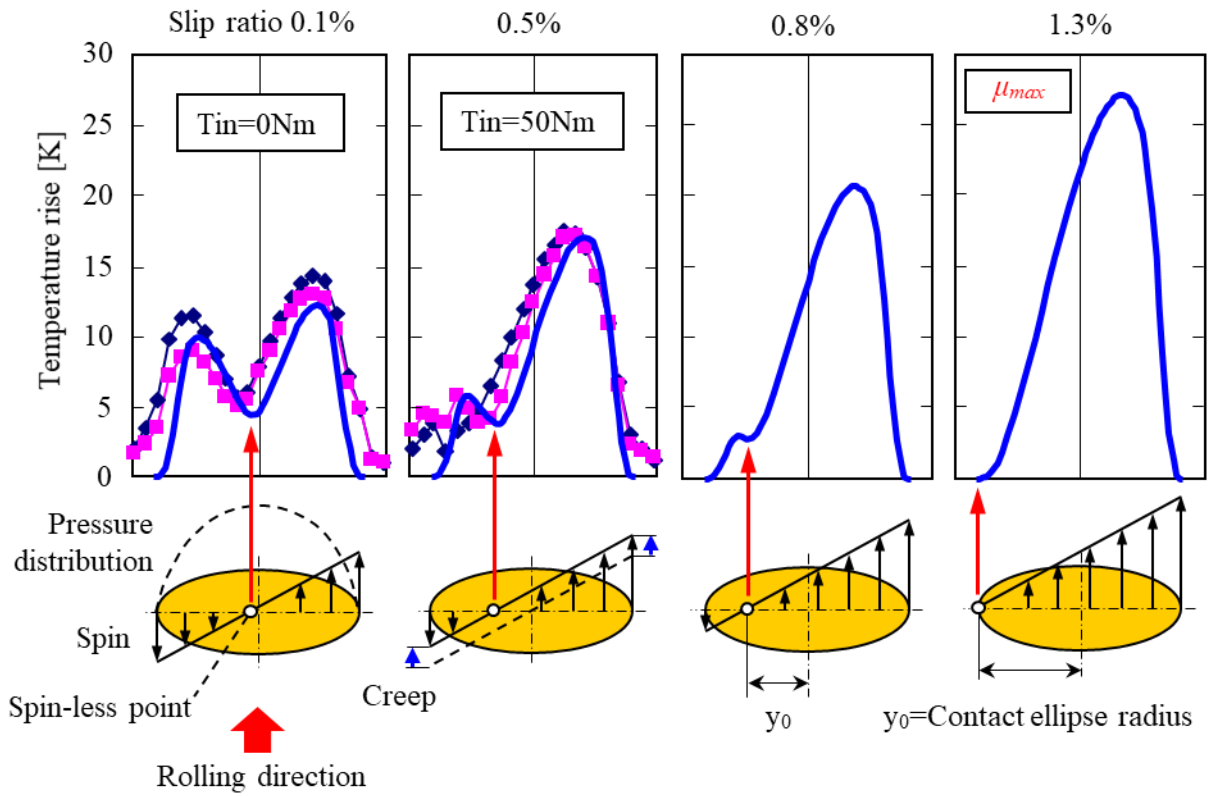 Slip ratio 0.1%
0.5%
0.8%
1.3%
Temperature rise [K]
30
25
20
15
10
5
0
Tin=0Nm
Tin=50Nm
μmax
Pressure
distribution
Spin
Spin-less point
Creep
y0
y0=Contact ellipse radius
Rolling direction